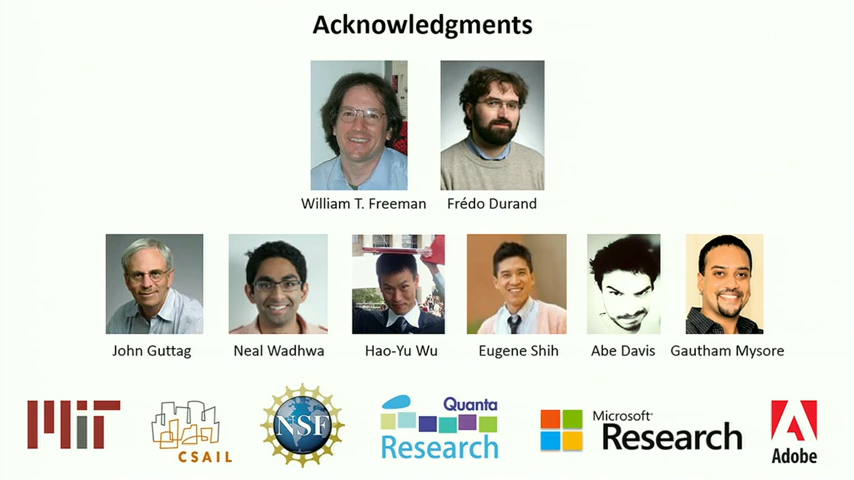 Acknowledgments
William T. Freeman
Frédo Durand
John Guttag
Neal Wadhwa
Hao-Yu Wu
Eugene Shih
Abe Davis
Gautham Mysore
MIT
CSAIL
NSF
Quanta
Research
Microsoft
Research
Adobe